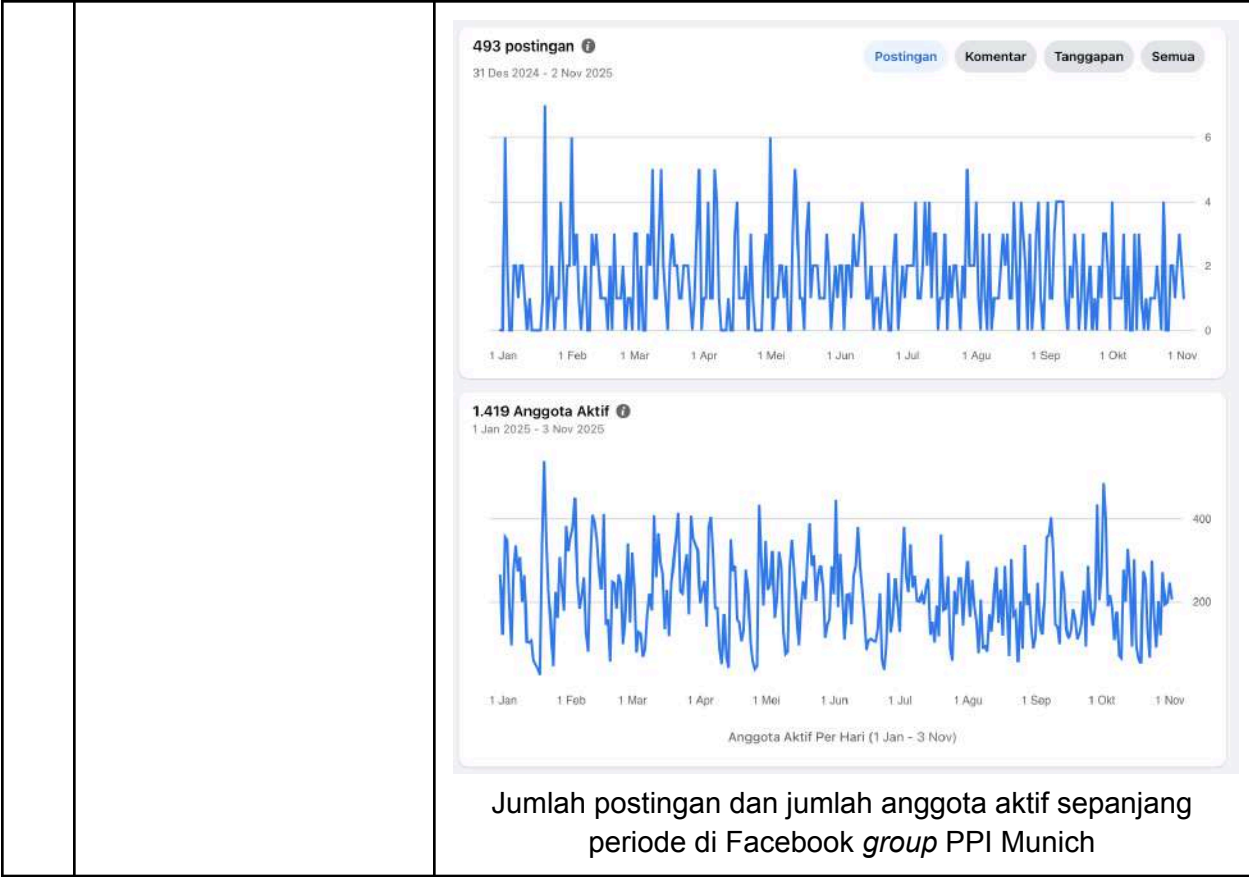 493 postingan
Postingan Komentar Tanggapan Semua
31 Des 2024 - 2 Nov 2025
6
4
2
0
1 Jan 1 Feb 1 Mar 1 Apr 1 Mei 1 Jun 1 Jul 1 Agu 1 Sep 1 Okt 1 Nov
1.419 Anggota Aktif
1 Jan 2025 - 3 Nov 2025
400
200
1 Jan 1 Feb 1 Mar 1 Apr 1 Mei 1 Jun 1 Jul 1 Agu 1 Sep 1 Okt 1 Nov
Anggota Aktif Per Hari (1 Jan - 3 Nov)
Jumlah postingan dan jumlah anggota aktif sepanjang
periode di Facebook group PPI Munich